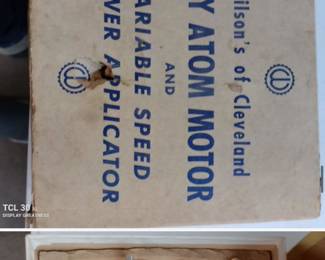 ilson's of Cleveland
Y ATOM MOTOR
AND
ARIABLE SPEED
VER APPLICATOR
TCL 30
DISPLAY GREATNESS